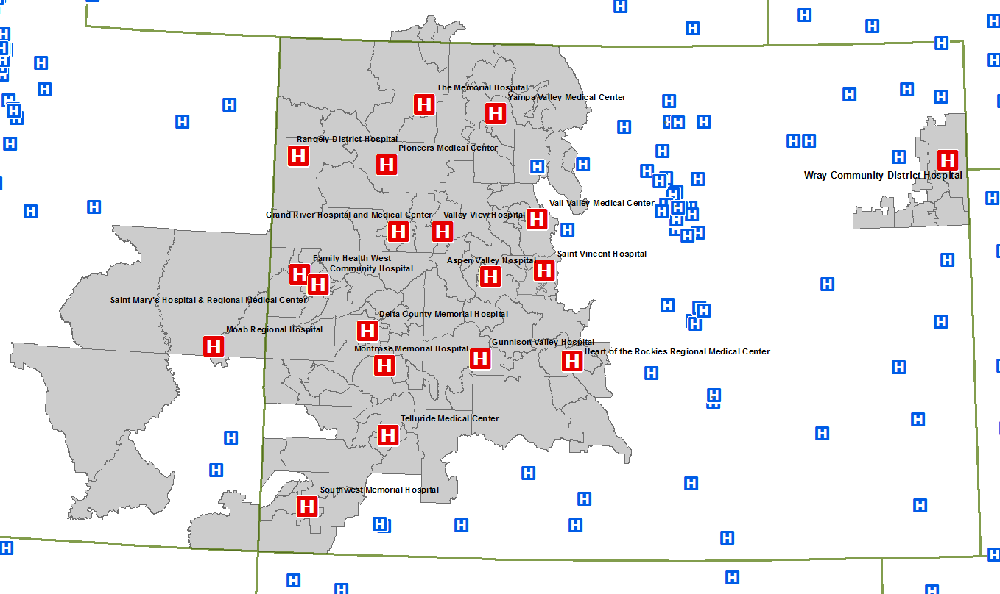 The Memorial Hospital
Yampa Valley Medical Center
Rangely District Hospital
Pioneers Medical Center
Wray Community District Hospital
Vail Valley Medical Center
Grand River Hospital and Medical Center
Valley View Hospital
Saint Vincent Hospital
Family Health West
Aspen Valley Hospital
Community Hospital
Saint Mary's Hospital & Regional Medical Center
Delta County Memorial Hospital
Moab Regional Hospital
Gunnison Valley Hospital
Montrose Memorial Hospital
Heart of the Rockies Regional Medical Center
Telluride Medical Center
Southwest Memorial Hospital